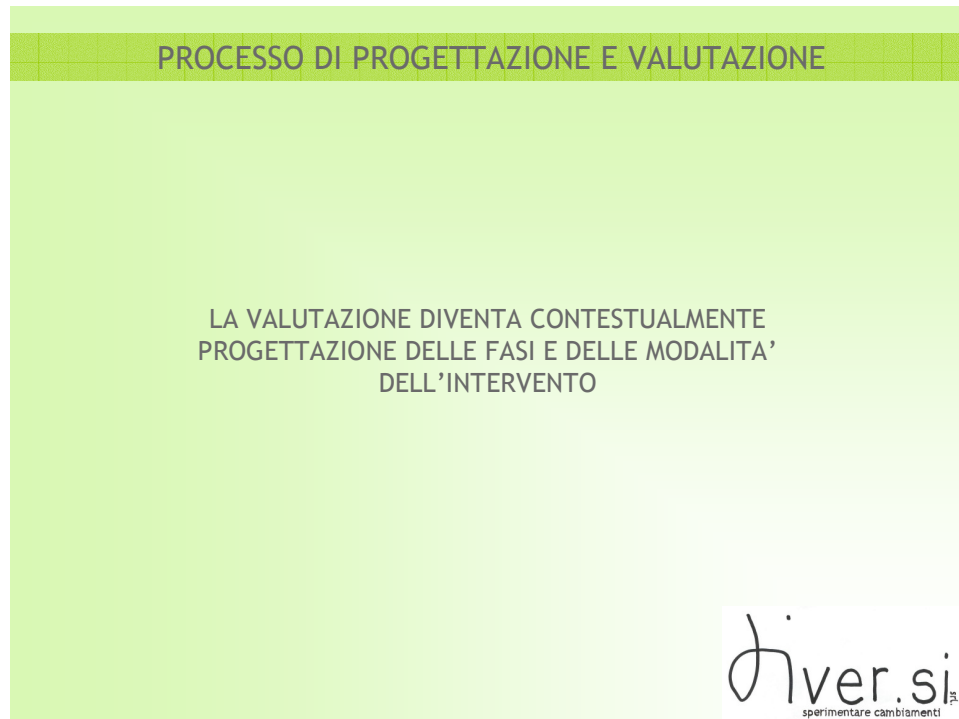 PROCESSO DI PROGETTAZIONE E VALUTAZIONE
LA VALUTAZIONE DIVENTA CONTESTUALMENTE
PROGETTAZIONE DELLE FASI E DELLE MODALITA’
DELL’INTERVENTO
diver.si srl.
sperimentare cambiamenti